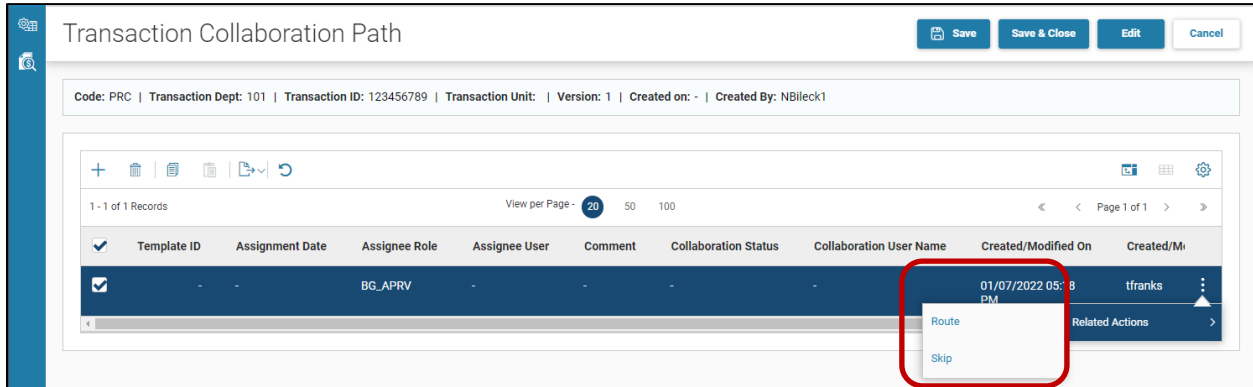 Transaction Collaboration Path
Save
Save & Close
Edit
Cancel
Code: PRC | Transaction Dept: 101 | Transaction ID: 123456789 | Transaction Unit: | Version: 1 | Created on: - | Created By: NBileck1
1 - 1 of 1 Records
View per Page - 20 50 100
Page 1 of 1
Template ID Assignment Date Assignee Role Assignee User Comment Collaboration Status Collaboration User Name Created/Modified On Created/M
- - BG_APRV - - - - 01/07/2022 05: 8 tfranks
PM
Route
Related Actions
Skip